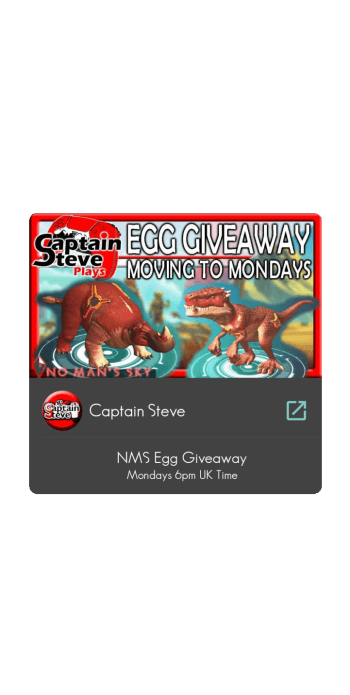 Captain
Steve
Plays
EGG GIVEAWAY
MOVING TO MONDAYS
NO MAN'S SKY
Captain
Steve
Captain Steve
NMS Egg Giveaway
Mondays 6pm UK Time